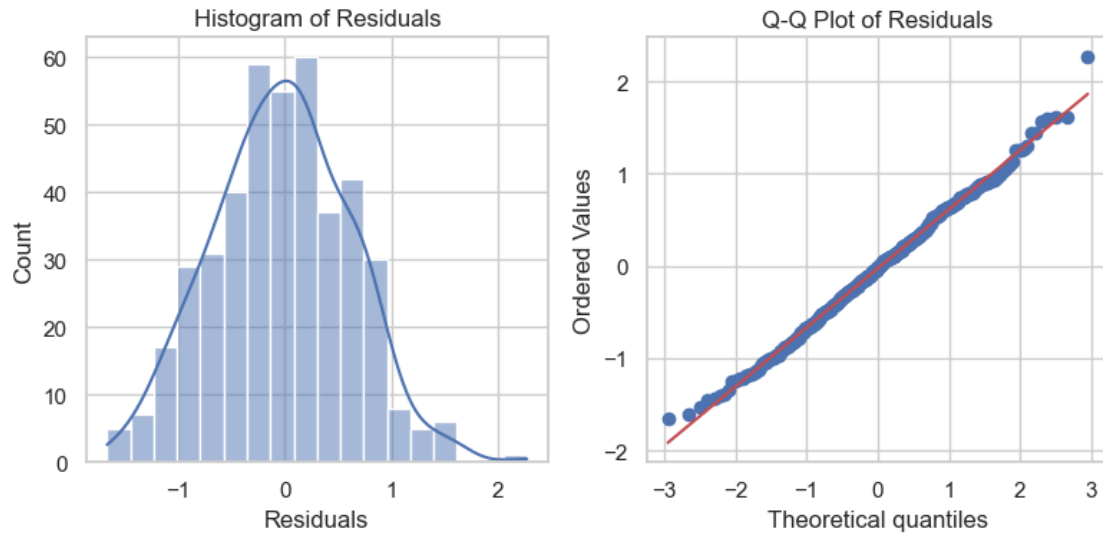 Histogram of Residuals
60
50
40
30
20
10
0
Count
−1 0 1 2
Residuals
Q-Q Plot of Residuals
2
1
0
−1
−2
Ordered Values
−3 −2 −1 0 1 2 3
Theoretical quantiles